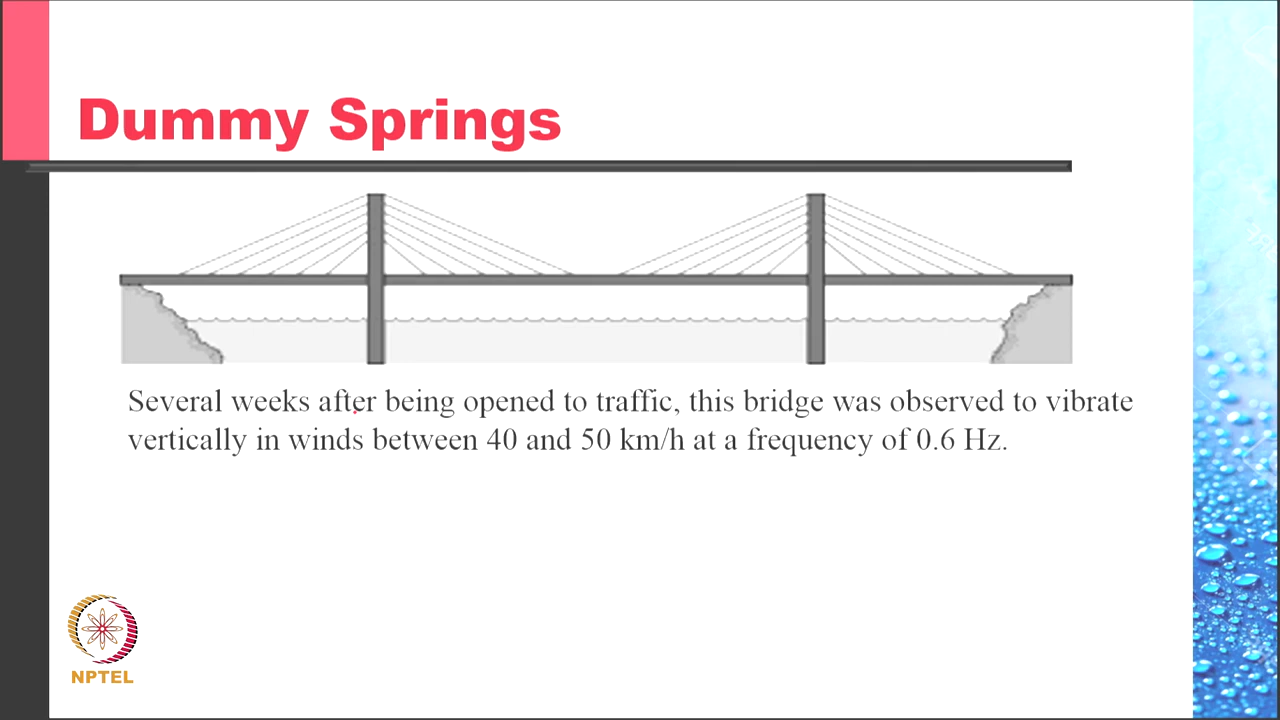 Dummy Springs
Several weeks after being opened to traffic, this bridge was observed to vibrate
vertically in winds between 40 and 50 km/h at a frequency of 0.6 Hz.
NPTEL